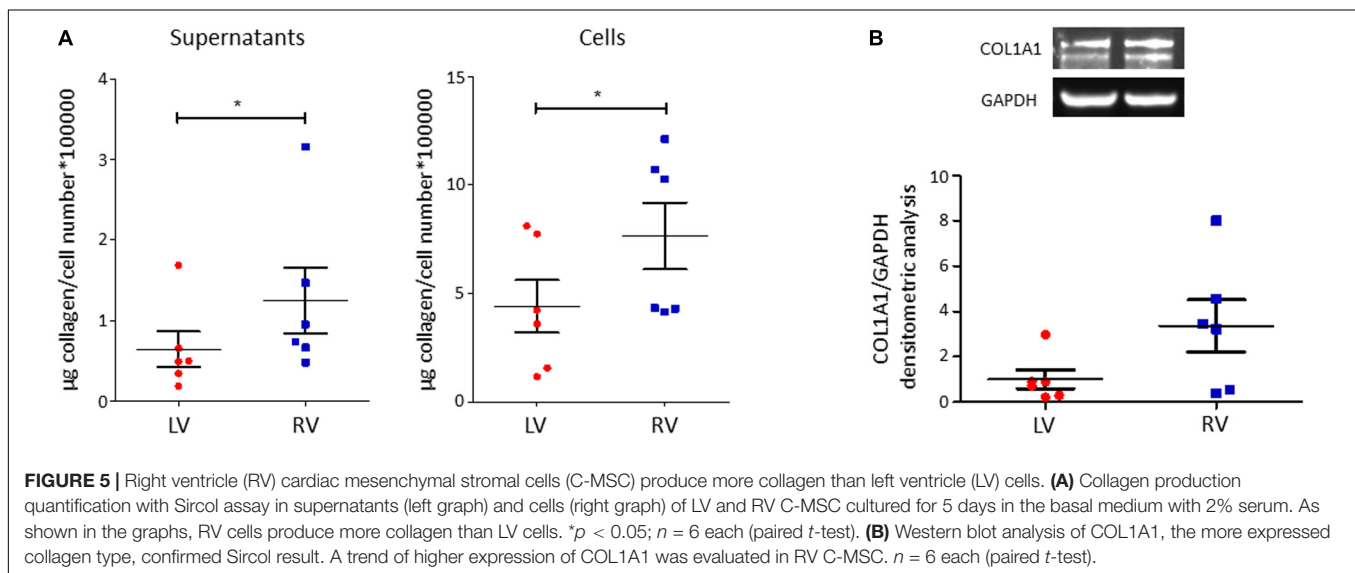 A
Supernatants
*
4
3
2
1
0
µg collagen/cell number*100000
LV
RV
Cells
*
15
10
5
0
µg collagen/cell number*100000
LV
RV
B
COL1A1
GAPDH
10
8
6
4
2
0
COL1A1/GAPDH
densitometric analysis
LV
RV
FIGURE 5 | Right ventricle (RV) cardiac mesenchymal stromal cells (C-MSC) produce more collagen than left ventricle (LV) cells. (A) Collagen production
quantification with Sircol assay in supernatants (left graph) and cells (right graph) of LV and RV C-MSC cultured for 5 days in the basal medium with 2% serum. As
shown in the graphs, RV cells produce more collagen than LV cells. *p < 0.05; n = 6 each (paired t-test). (B) Western blot analysis of COL1A1, the more expressed
collagen type, confirmed Sircol result. A trend of higher expression of COL1A1 was evaluated in RV C-MSC. n = 6 each (paired t-test).